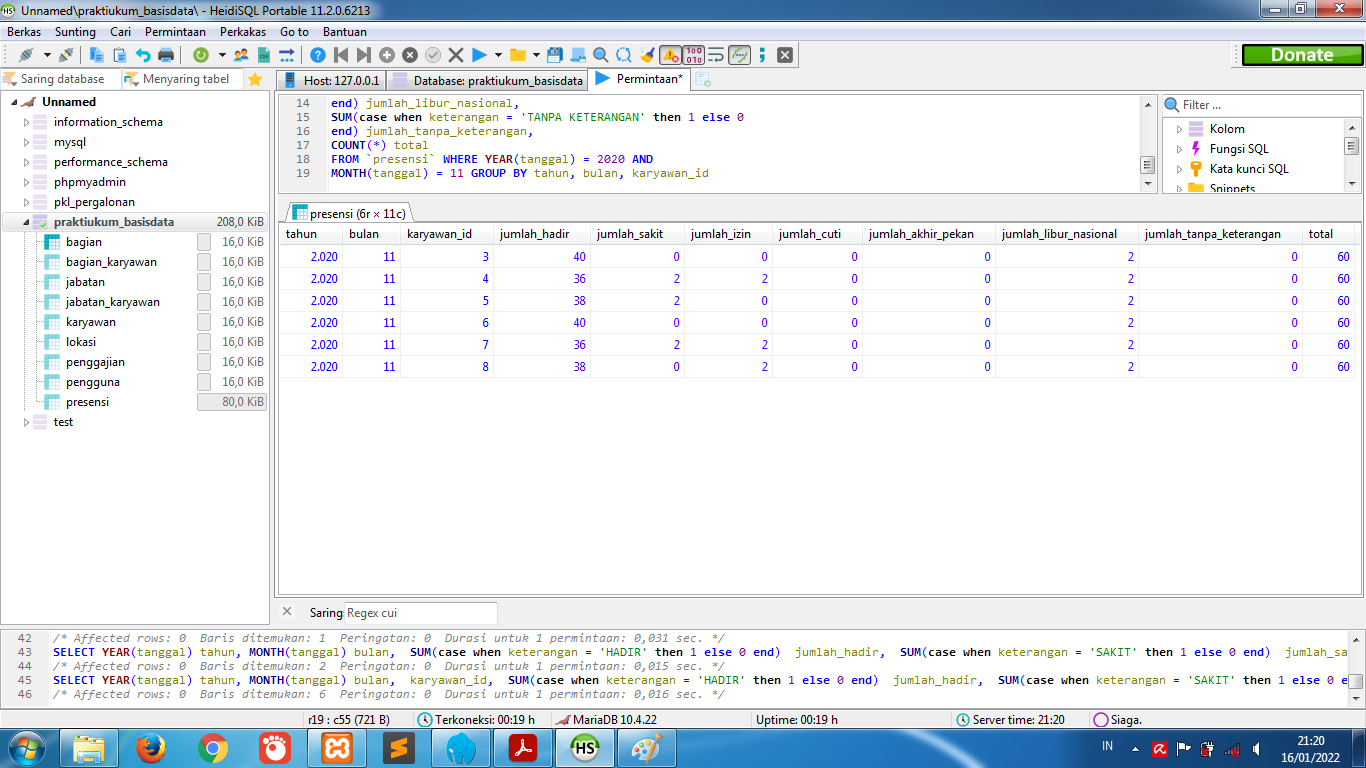 Unnamed\praktiukum_basisdata\ - HeidiSQL Portable 11.2.0.6213
Berkas Sunting Cari Permintaan Perkakas Go to Bantuan
Donate
Saring database Menyaring tabel
Host: 127.0.0.1 Database: praktiukum_basisdata Permintaan*
Unnamed
information_schema
mysql
performance_schema
phpmyadmin
pkl_pergalonan
praktiukum_basisdata 208,0 KiB
bagian 16,0 KiB
bagian_karyawan 16,0 KiB
jabatan 16,0 KiB
jabatan_karyawan 16,0 KiB
karyawan 16,0 KiB
lokasi 16,0 KiB
penggajian 16,0 KiB
pengguna 16,0 KiB
presensi 80,0 KiB
test
14 end) jumlah_libur_nasional,
15 SUM(case when keterangan = 'TANPA KETERANGAN' then 1 else 0
16 end) jumlah_tanpa_keterangan,
17 COUNT(*) total
18 FROM `presensi` WHERE YEAR(tanggal) = 2020 AND
19 MONTH(tanggal) = 11 GROUP BY tahun, bulan, karyawan_id
Filter ...
Kolom
Fungsi SQL
Kata kunci SQL
Snippets
presensi (6r × 11c)
tahun bulan karyawan_id jumlah_hadir jumlah_sakit jumlah_izin jumlah_cuti jumlah_akhir_pekan jumlah_libur_nasional jumlah_tanpa_keterangan total
2.020 11 3 40 0 0 0 0 2 0 60
2.020 11 4 36 2 2 0 0 2 0 60
2.020 11 5 38 2 0 0 0 2 0 60
2.020 11 6 40 0 0 0 0 2 0 60
2.020 11 7 36 2 2 0 0 2 0 60
2.020 11 8 38 0 2 0 0 2 0 60
Saring: Regex cui
42 /* Affected rows: 0 Baris ditemukan: 1 Peringatan: 0 Durasi untuk 1 permintaan: 0,031 sec. */
43 SELECT YEAR(tanggal) tahun, MONTH(tanggal) bulan, SUM(case when keterangan = 'HADIR' then 1 else 0 end) jumlah_hadir, SUM(case when keterangan = 'SAKIT' then 1 else 0 end) jumlah_sa
44 /* Affected rows: 0 Baris ditemukan: 2 Peringatan: 0 Durasi untuk 1 permintaan: 0,015 sec. */
45 SELECT YEAR(tanggal) tahun, MONTH(tanggal) bulan, karyawan_id, SUM(case when keterangan = 'HADIR' then 1 else 0 end) jumlah_hadir, SUM(case when keterangan = 'SAKIT' then 1 else 0 e
46 /* Affected rows: 0 Baris ditemukan: 6 Peringatan: 0 Durasi untuk 1 permintaan: 0,016 sec. */
r19 : c55 (721 B) Terkoneksi: 00:19 h MariaDB 10.4.22 Uptime: 00:19 h Server time: 21:20 Siaga.
IN
21:20
16/01/2022